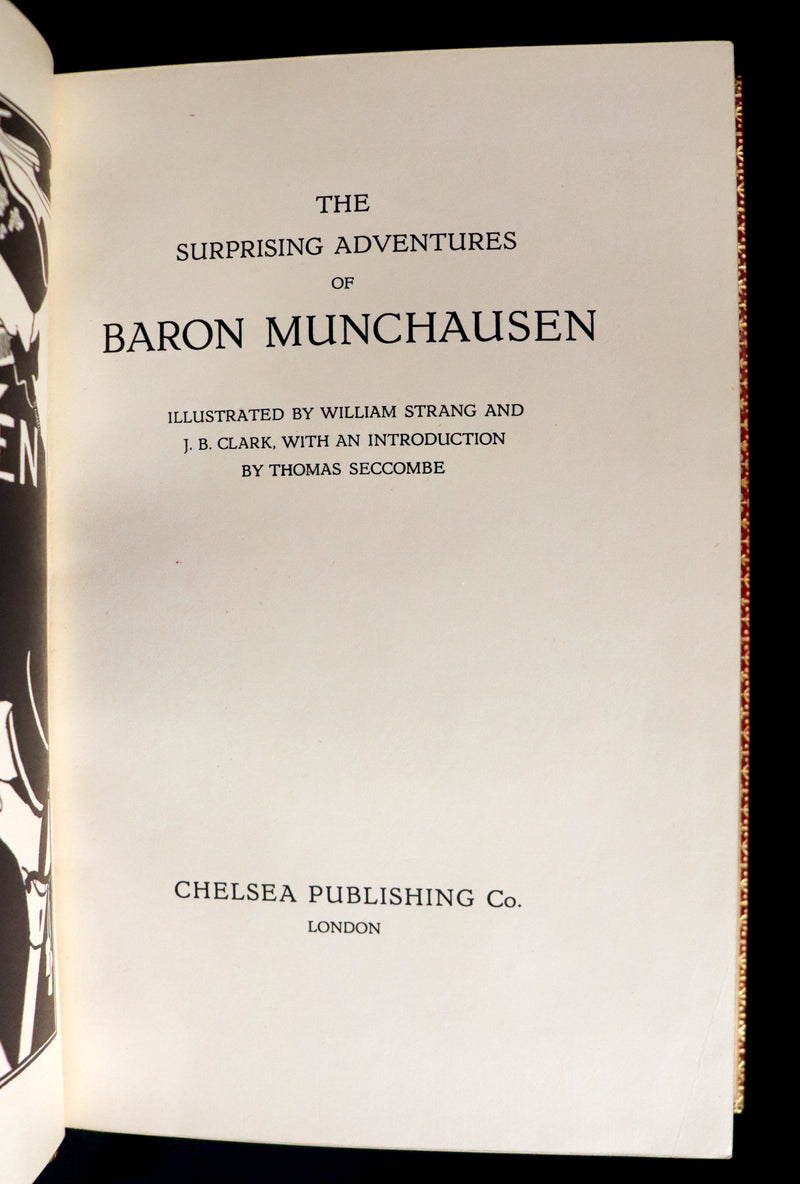 EN
THE
SURPRISING ADVENTURES
OF
BARON MUNCHAUSEN
ILLUSTRATED BY WILLIAM STRANG AND
J. B. CLARK, WITH AN INTRODUCTION
BY THOMAS SECCOMBE
CHELSEA PUBLISHING Co.
LONDON